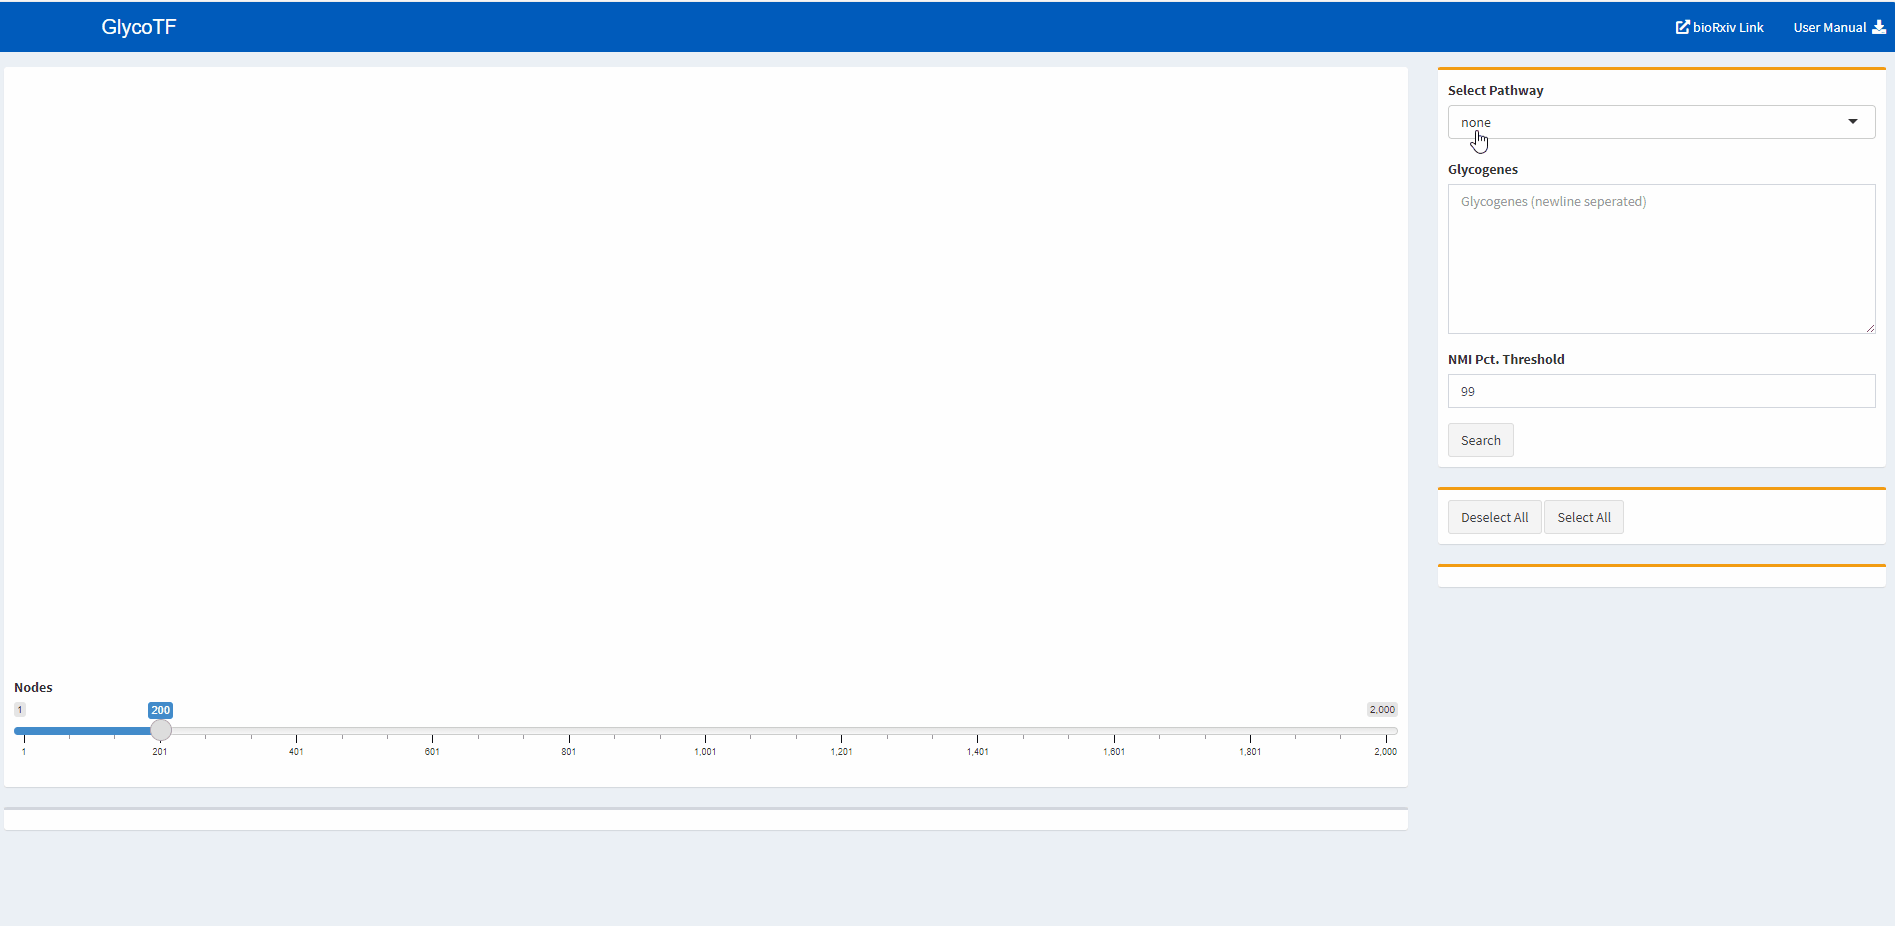 GlycoTF
bioRxiv Link
User Manual
Select Pathway
none
Glycogenes
Glycogenes (newline seperated)
NMI Pct. Threshold
99
Search
Deselect All
Select All
Nodes
1
200
2,000
1 201 401 601 801 1,001 1,201 1,401 1,601 1,801 2,000